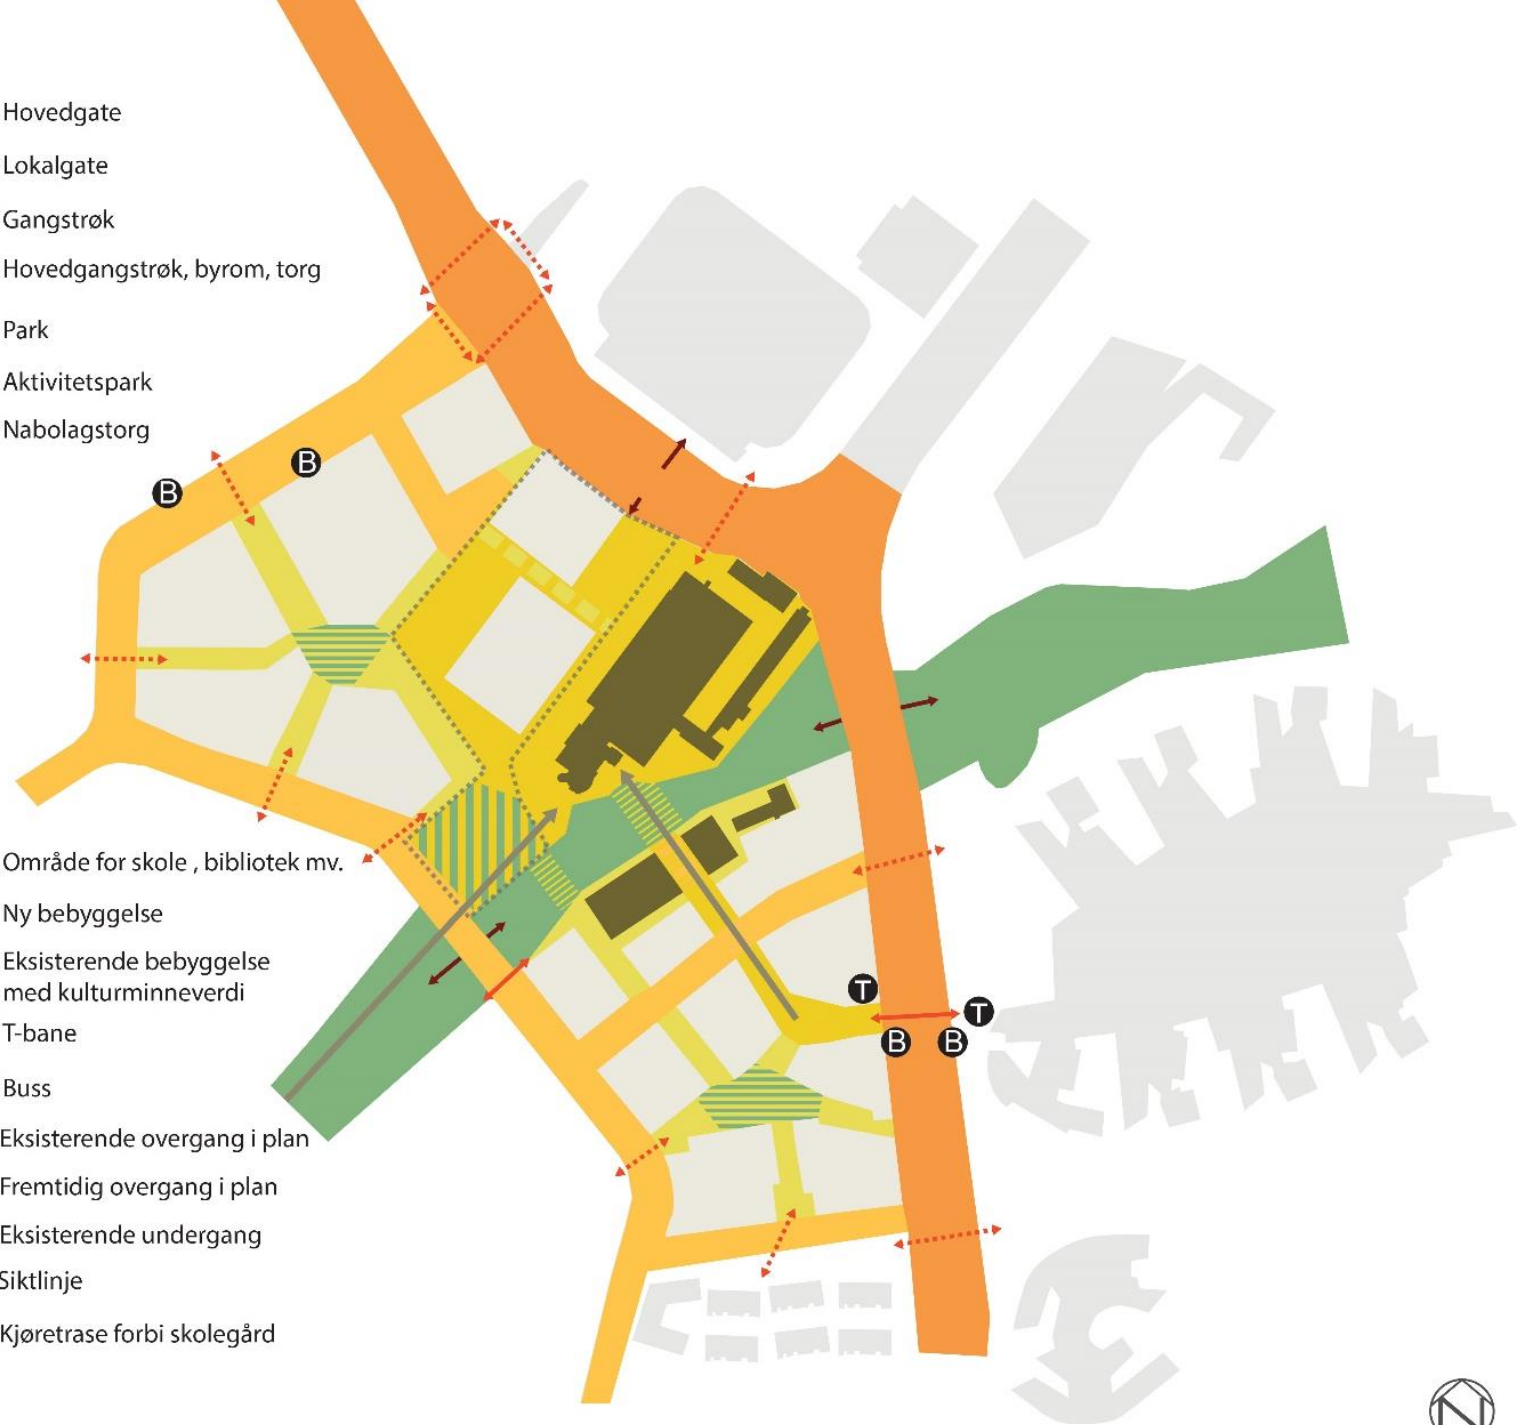 Hovedgate
Lokalgate
Gangstrøk
Hovedgangstrøk, byrom, torg
Park
Aktivitetspark
Nabolagstorg
B
B
Område for skole , bibliotek mv.
Ny bebyggelse
Eksisterende bebyggelse
med kulturminneverdi
T-bane
Buss
Eksisterende overgang i plan
Fremtidig overgang i plan
Eksisterende undergang
Siktlinje
Kjøretrase forbi skolegård
T
T
B
B
N